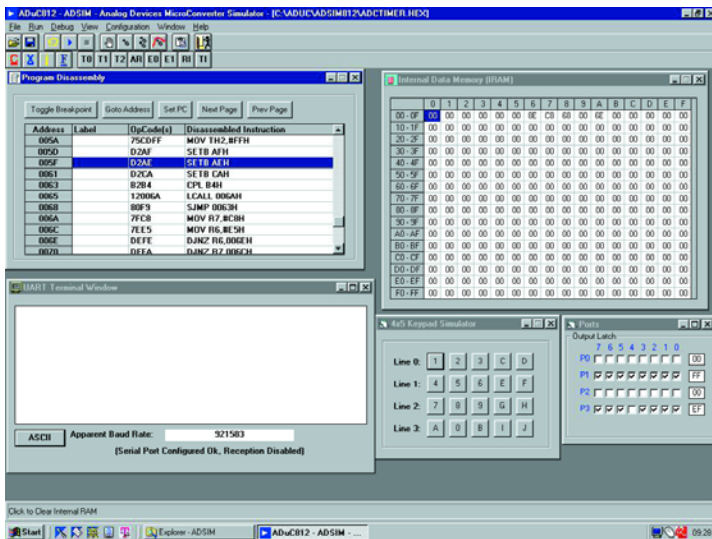 ADuC812 - ADSIM - Analog Devices MicroConverter Simulator - [C:\ADUC\ADSIM812\ADCTIMER.HEX]
File Run Debug View Configuration Window Help
T0 T1 T2 AR E0 E1 RI TI
Program Disassembly
Toggle Breakpoint Goto Address Set PC Next Page Prev Page
Address Label OpCode(s) Disassembled Instruction
005A 75CDFF MOV TH2,#FFH
005D D2AF SETB AFH
005F D2AE SETB AEH
0061 D2CA SETB CAH
0063 B2B4 CPL B4H
0065 12006A LCALL 006AH
0068 80F9 SJMP 0063H
006A 7FC8 MOV R7,#C8H
006C 7EE5 MOV R6,#E5H
006E DEFE DJNZ R6,006EH
0070 DFFA DJNZ R7,006CH
Internal Data Memory (IRAM)
0 1 2 3 4 5 6 7 8 9 A B C D E F
00 - 0F 00 00 00 00 00 00 8E C8 68 00 6E 00 00 00 00 00
10 - 1F 00 00 00 00 00 00 00 00 00 00 00 00 00 00 00 00
20 - 2F 00 00 00 00 00 00 00 00 00 00 00 00 00 00 00 00
30 - 3F 00 00 00 00 00 00 00 00 00 00 00 00 00 00 00 00
40 - 4F 00 00 00 00 00 00 00 00 00 00 00 00 00 00 00 00
50 - 5F 00 00 00 00 00 00 00 00 00 00 00 00 00 00 00 00
60 - 6F 00 00 00 00 00 00 00 00 00 00 00 00 00 00 00 00
70 - 7F 00 00 00 00 00 00 00 00 00 00 00 00 00 00 00 00
80 - 8F 00 00 00 00 00 00 00 00 00 00 00 00 00 00 00 00
90 - 9F 00 00 00 00 00 00 00 00 00 00 00 00 00 00 00 00
A0 - AF 00 00 00 00 00 00 00 00 00 00 00 00 00 00 00 00
B0 - BF 00 00 00 00 00 00 00 00 00 00 00 00 00 00 00 00
C0 - CF 00 00 00 00 00 00 00 00 00 00 00 00 00 00 00 00
D0 - DF 00 00 00 00 00 00 00 00 00 00 00 00 00 00 00 00
E0 - EF 00 00 00 00 00 00 00 00 00 00 00 00 00 00 00 00
F0 - FF 00 00 00 00 00 00 00 00 00 00 00 00 00 00 00 00
UART Terminal Window
ASCII Apparent Baud Rate: 921583
(Serial Port Configured Ok, Reception Disabled)
4x5 Keypad Simulator
Line 0: 1 2 3 C D
Line 1: 4 5 6 E F
Line 2: 7 8 9 G H
Line 3: A 0 B I J
Ports
Output Latch
7 6 5 4 3 2 1 0
P0 00
P1 FF
P2 00
P3 EF
Click to Clear Internal RAM
Start Explorer - ADSIM ADuC812 - ADSIM - ... 09:28